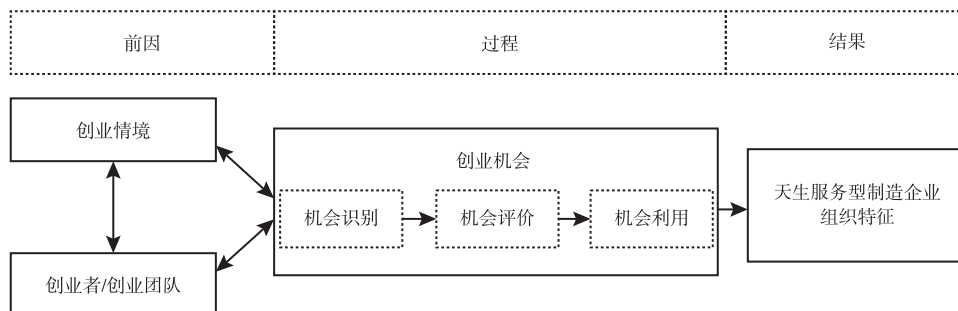 前因
过程
结果
创业情境
创业机会
机会识别
机会评价
机会利用
天生服务型制造企业
组织特征
创业者/创业团队